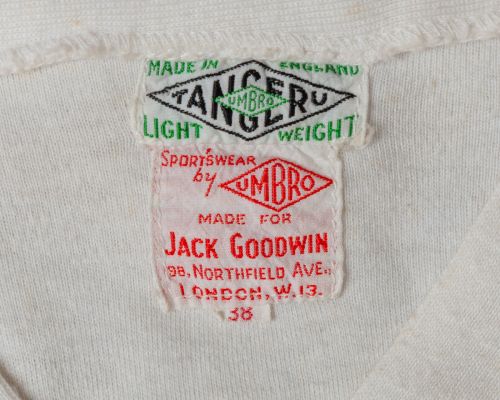 MADE IN ENGLAND
TANGERU
UMBRO
LIGHT WEIGHT
SPORTSWEAR
by UMBRO
MADE FOR
JACK GOODWIN
98, NORTHFIELD AVE.,
LONDON, W.13.
38